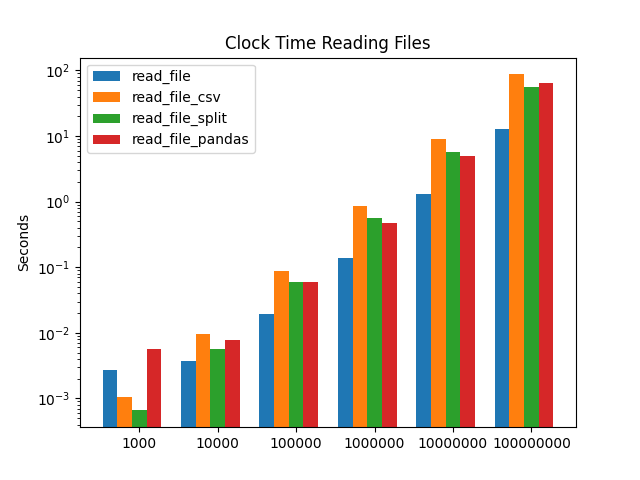 Clock Time Reading Files
read_file
read_file_csv
read_file_split
read_file_pandas
Seconds
10²
10¹
10⁰
10⁻¹
10⁻²
10⁻³
1000 10000 100000 1000000 10000000 100000000